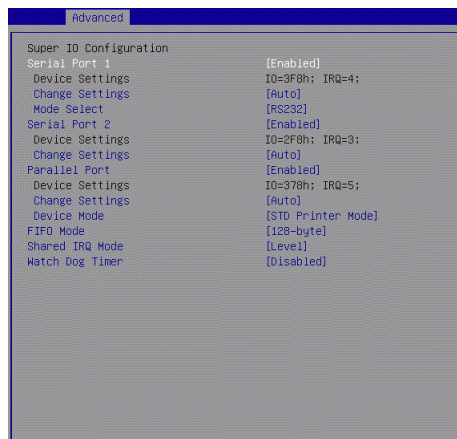 Advanced
Super IO Configuration
Serial Port 1 [Enabled]
Device Settings IO=3F8h; IRQ=4;
Change Settings [Auto]
Mode Select [RS232]
Serial Port 2 [Enabled]
Device Settings IO=2F8h; IRQ=3;
Change Settings [Auto]
Parallel Port [Enabled]
Device Settings IO=378h; IRQ=5;
Change Settings [Auto]
Device Mode [STD Printer Mode]
FIFO Mode [128-byte]
Shared IRQ Mode [Level]
Watch Dog Timer [Disabled]